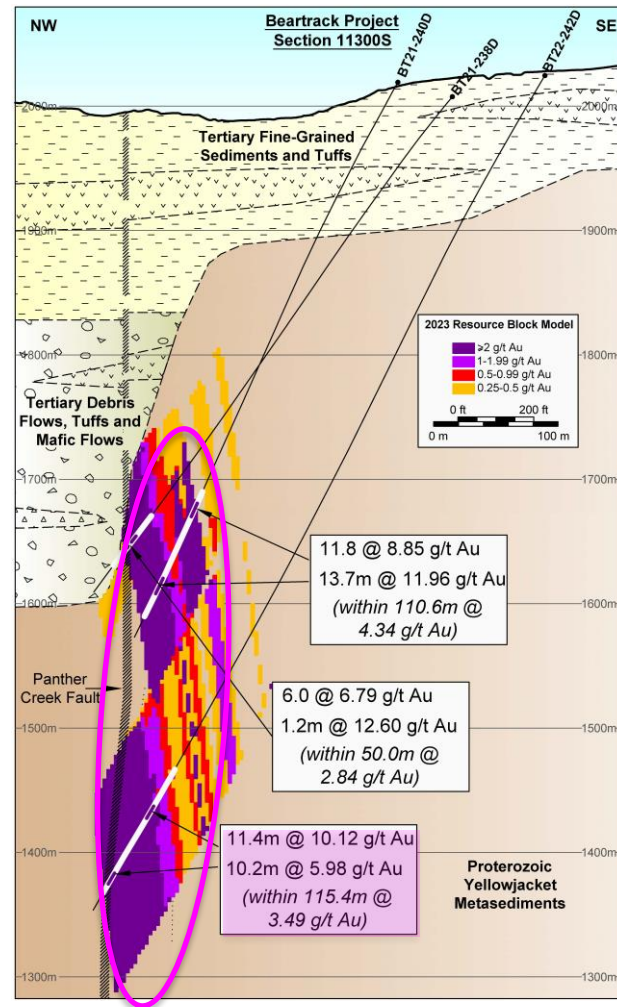 NW
Beartrack Project
Section 11300S
SE
BT21-240D
BT21-238D
BT22-242D
2000m
2000m
Tertiary Fine-Grained
Sediments and Tuffs
1900m
1900m
2023 Resource Block Model
≥2 g/t Au
1-1.99 g/t Au
0.5-0.99 g/t Au
0.25-0.5 g/t Au
0 ft 200 ft
0 m 100 m
1800m
1800m
Tertiary Debris
Flows, Tuffs and
Mafic Flows
1700m
1700m
11.8 @ 8.85 g/t Au
13.7m @ 11.96 g/t Au
(within 110.6m @
4.34 g/t Au)
1600m
1600m
Panther
Creek Fault
6.0 @ 6.79 g/t Au
1.2m @ 12.60 g/t Au
(within 50.0m @
2.84 g/t Au)
1500m
1500m
11.4m @ 10.12 g/t Au
10.2m @ 5.98 g/t Au
(within 115.4m @
3.49 g/t Au)
1400m
1400m
Proterozoic
Yellowjacket
Metasediments
1300m
1300m